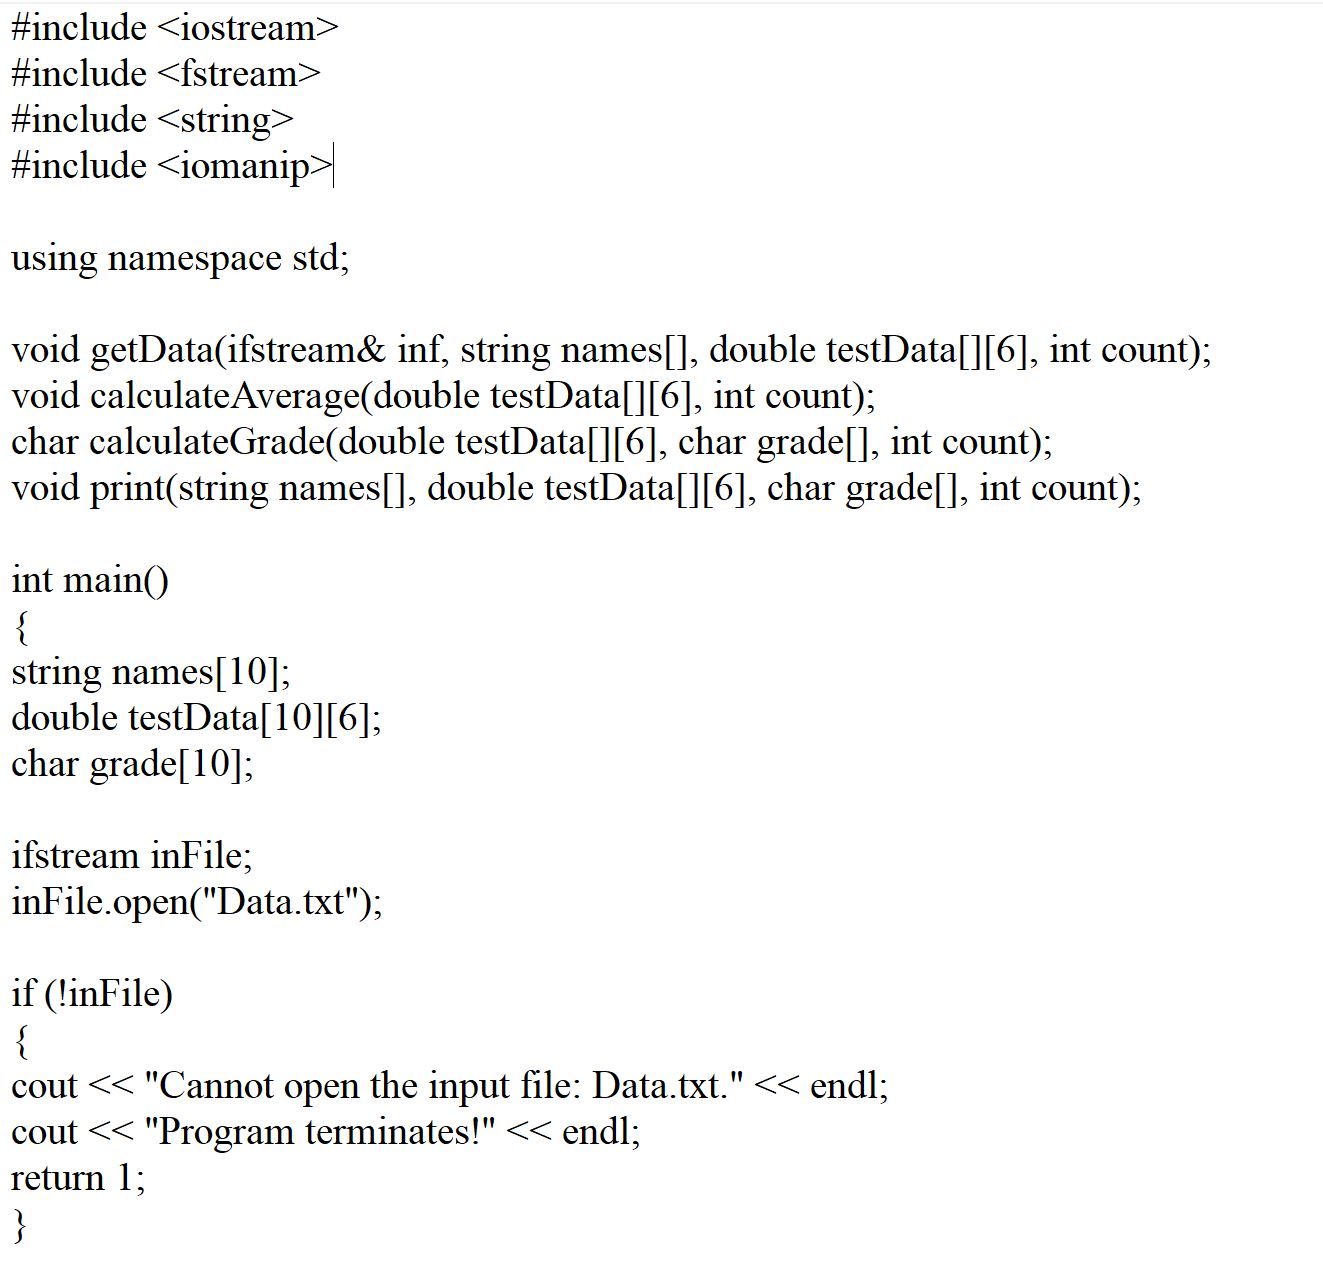 #include <iostream>
#include <fstream>
#include <string>
#include <iomanip>
using namespace std;
void getData(ifstream& inf, string names[], double testData[][6], int count);
void calculateAverage(double testData[][6], int count);
char calculateGrade(double testData[][6], char grade[], int count);
void print(string names[], double testData[][6], char grade[], int count);
int main()
{
string names[10];
double testData[10][6];
char grade[10];
ifstream inFile;
inFile.open("Data.txt");
if (!inFile)
{
cout << "Cannot open the input file: Data.txt." << endl;
cout << "Program terminates!" << endl;
return 1;
}